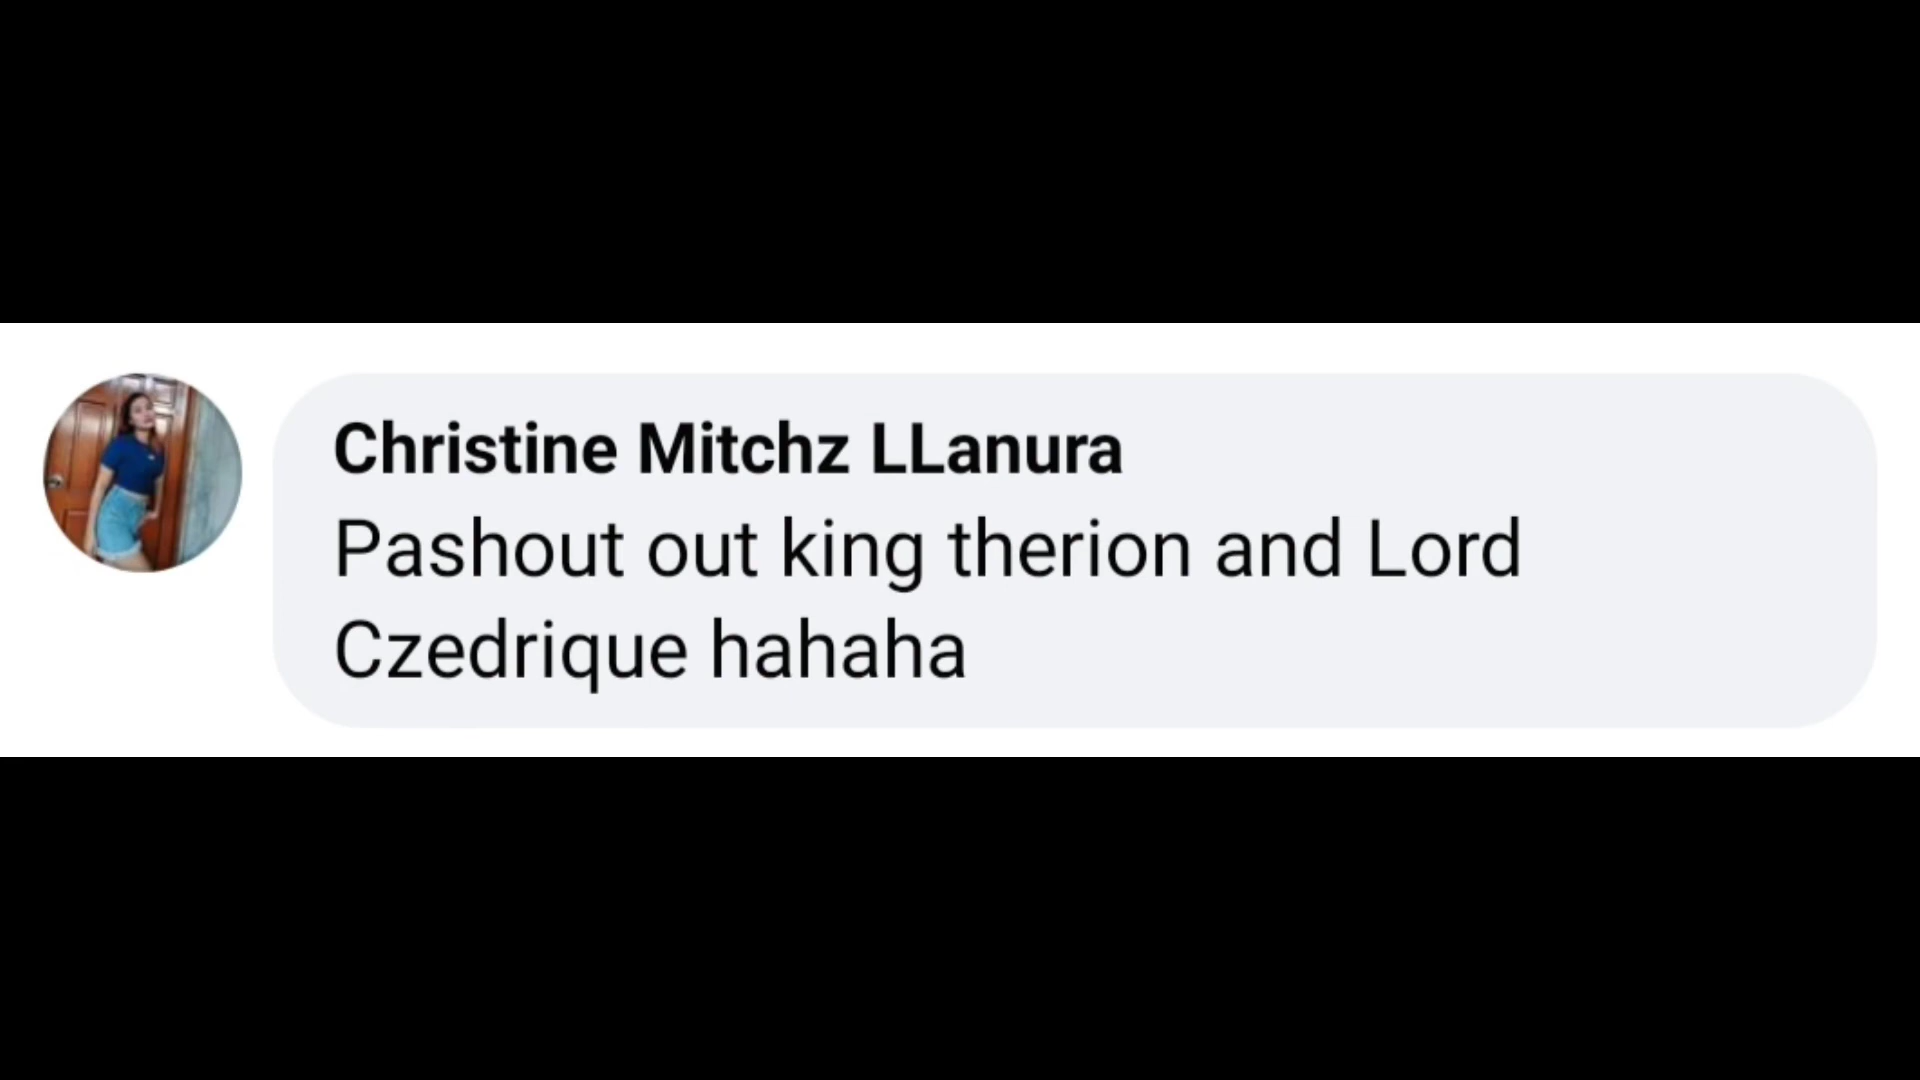 Christine Mitchz LLanura
Pashout out king therion and Lord
Czedrique hahaha